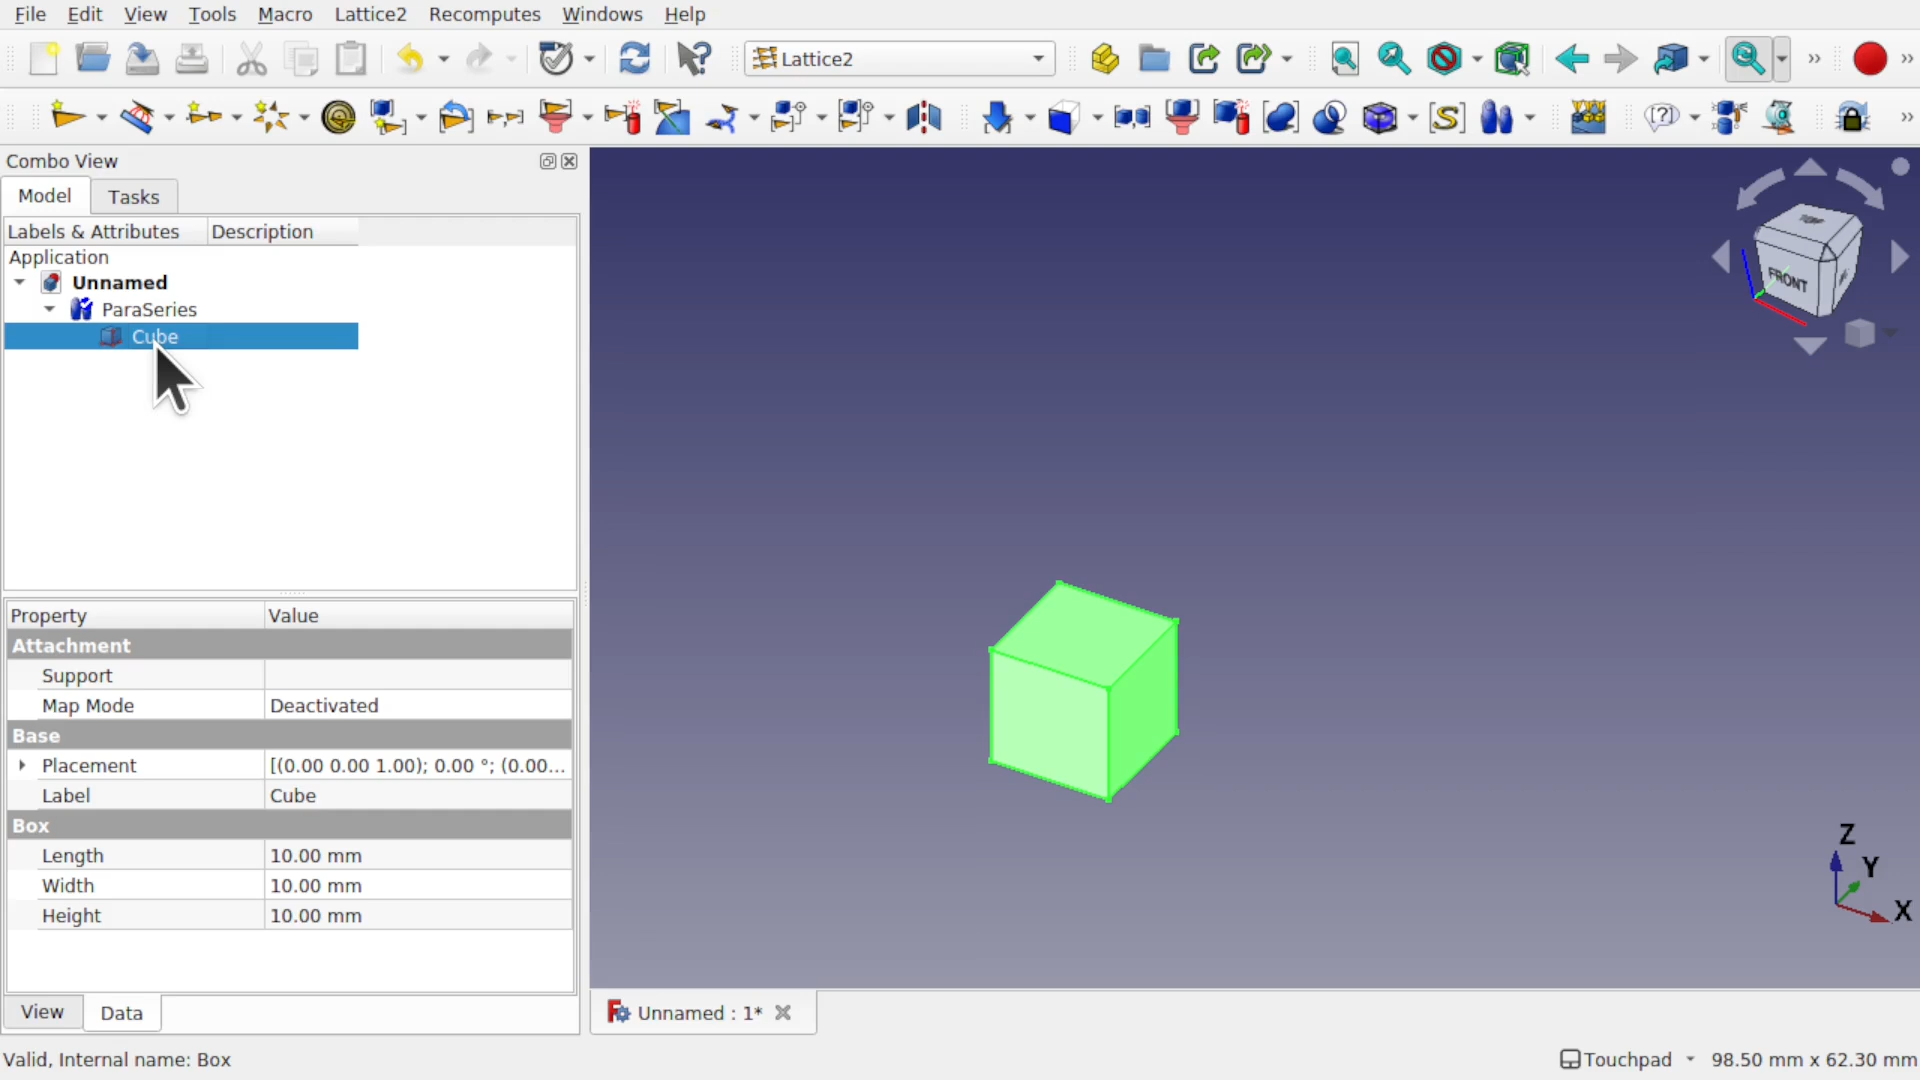 File Edit View Tools Macro Lattice2 Recomputes Windows Help
Lattice2
Combo View
Model Tasks
Labels & Attributes Description
Application
Unnamed
ParaSeries
Cube
Property Value
Attachment
Support
Map Mode Deactivated
Base
Placement [(0.00 0.00 1.00); 0.00 °; (0.00...
Label Cube
Box
Length 10.00 mm
Width 10.00 mm
Height 10.00 mm
View Data
TOP
FRONT
Z
Y
X
Unnamed : 1*
Valid, Internal name: Box
Touchpad 98.50 mm x 62.30 mm